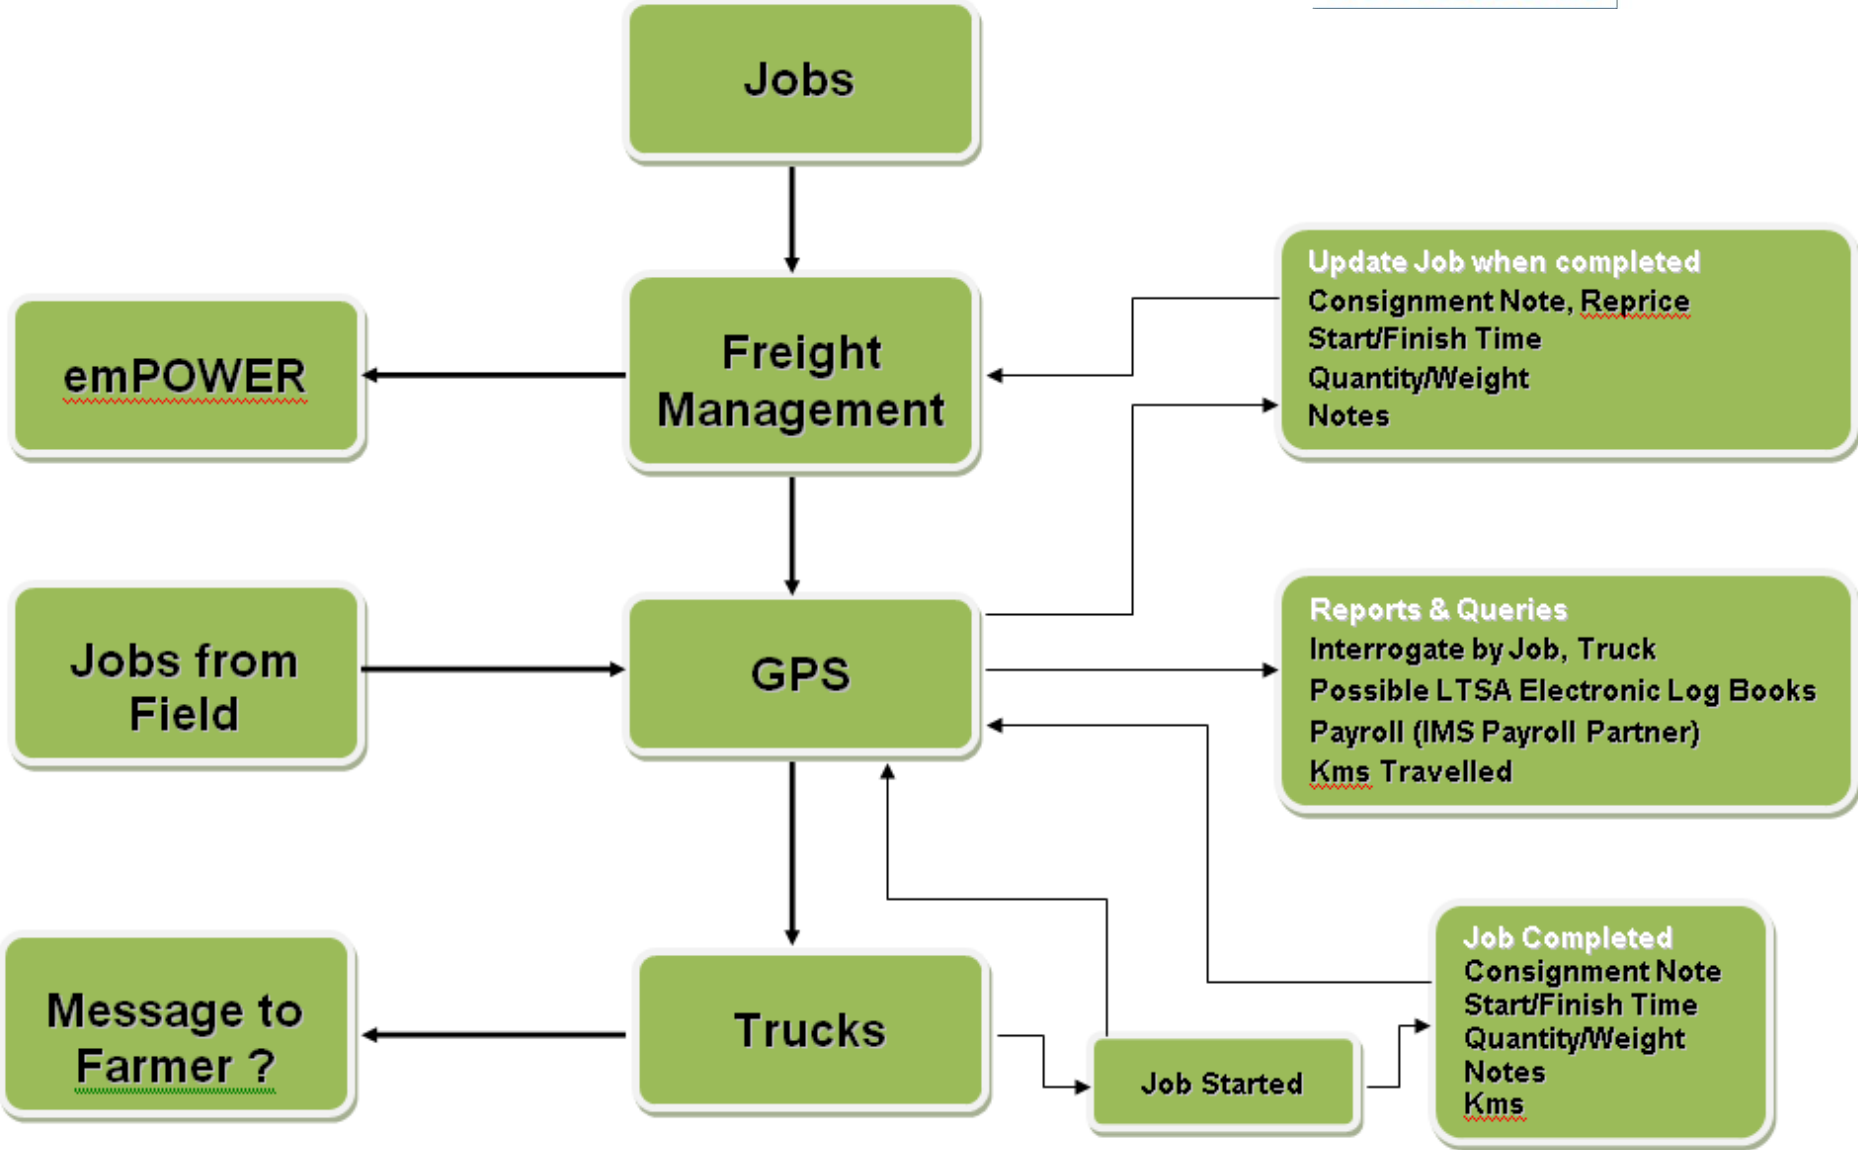 Jobs
Update Job when completed
Consignment Note, Reprice
Start/Finish Time
Quantity/Weight
Notes
emPOWER
Freight
Management
Reports & Queries
Interrogate by Job, Truck
Possible LTSA Electronic Log Books
Payroll (IMS Payroll Partner)
Kms Travelled
Jobs from
Field
GPS
Job Completed
Consignment Note
Start/Finish Time
Quantity/Weight
Notes
Kms
Message to
Farmer ?
Trucks
Job Started